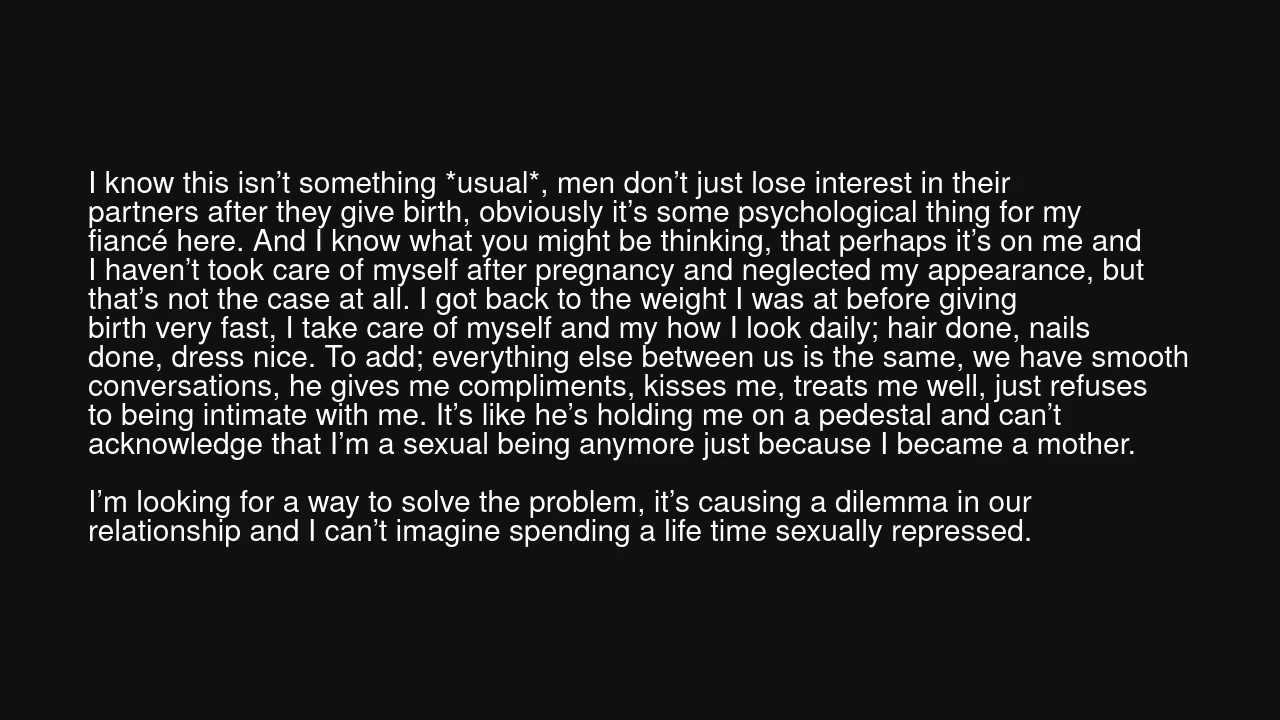 I know this isn’t something *usual*, men don’t just lose interest in their
partners after they give birth, obviously it’s some psychological thing for my
fiancé here. And I know what you might be thinking, that perhaps it’s on me and
I haven’t took care of myself after pregnancy and neglected my appearance, but
that’s not the case at all. I got back to the weight I was at before giving
birth very fast, I take care of myself and my how I look daily; hair done, nails
done, dress nice. To add; everything else between us is the same, we have smooth
conversations, he gives me compliments, kisses me, treats me well, just refuses
to being intimate with me. It’s like he’s holding me on a pedestal and can’t
acknowledge that I’m a sexual being anymore just because I became a mother.
I’m looking for a way to solve the problem, it’s causing a dilemma in our
relationship and I can’t imagine spending a life time sexually repressed.